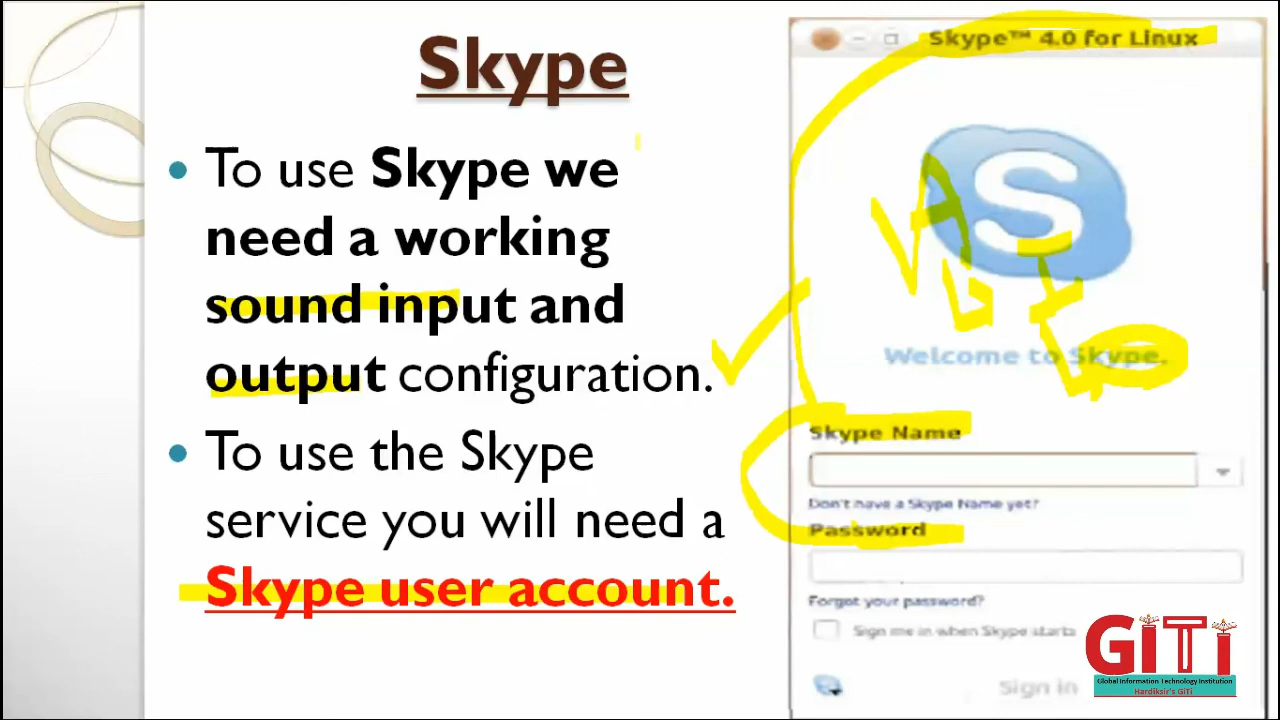 Skype
• To use Skype we
need a working
sound input and
output configuration.
• To use the Skype
service you will need a
Skype user account.
Skype™ 4.0 for Linux
S
Welcome to Skype.
Skype Name
Don't have a Skype Name yet?
Password
Forgot your password?
Sign me in when Skype starts
Sign in
GiTi
Global Information Technology Institution
Hardiksir's GiTi